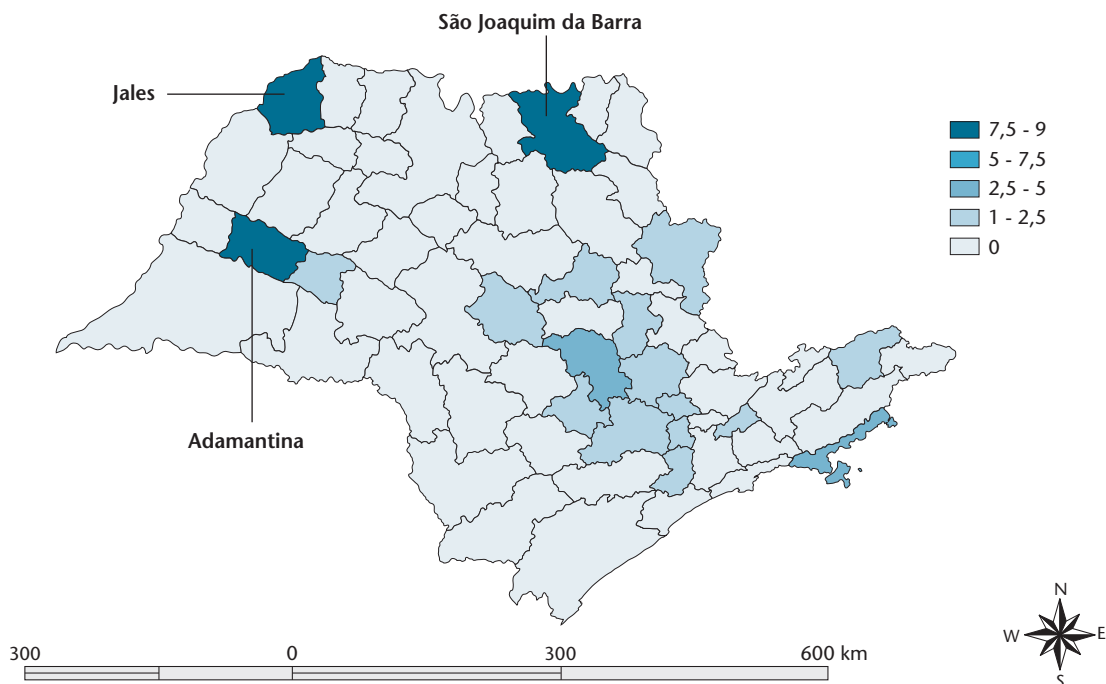 São Joaquim da Barra
Jales
7,5 - 9
5 - 7,5
2,5 - 5
1 - 2,5
0
Adamantina
N
W E
S
300 0 300 600 km